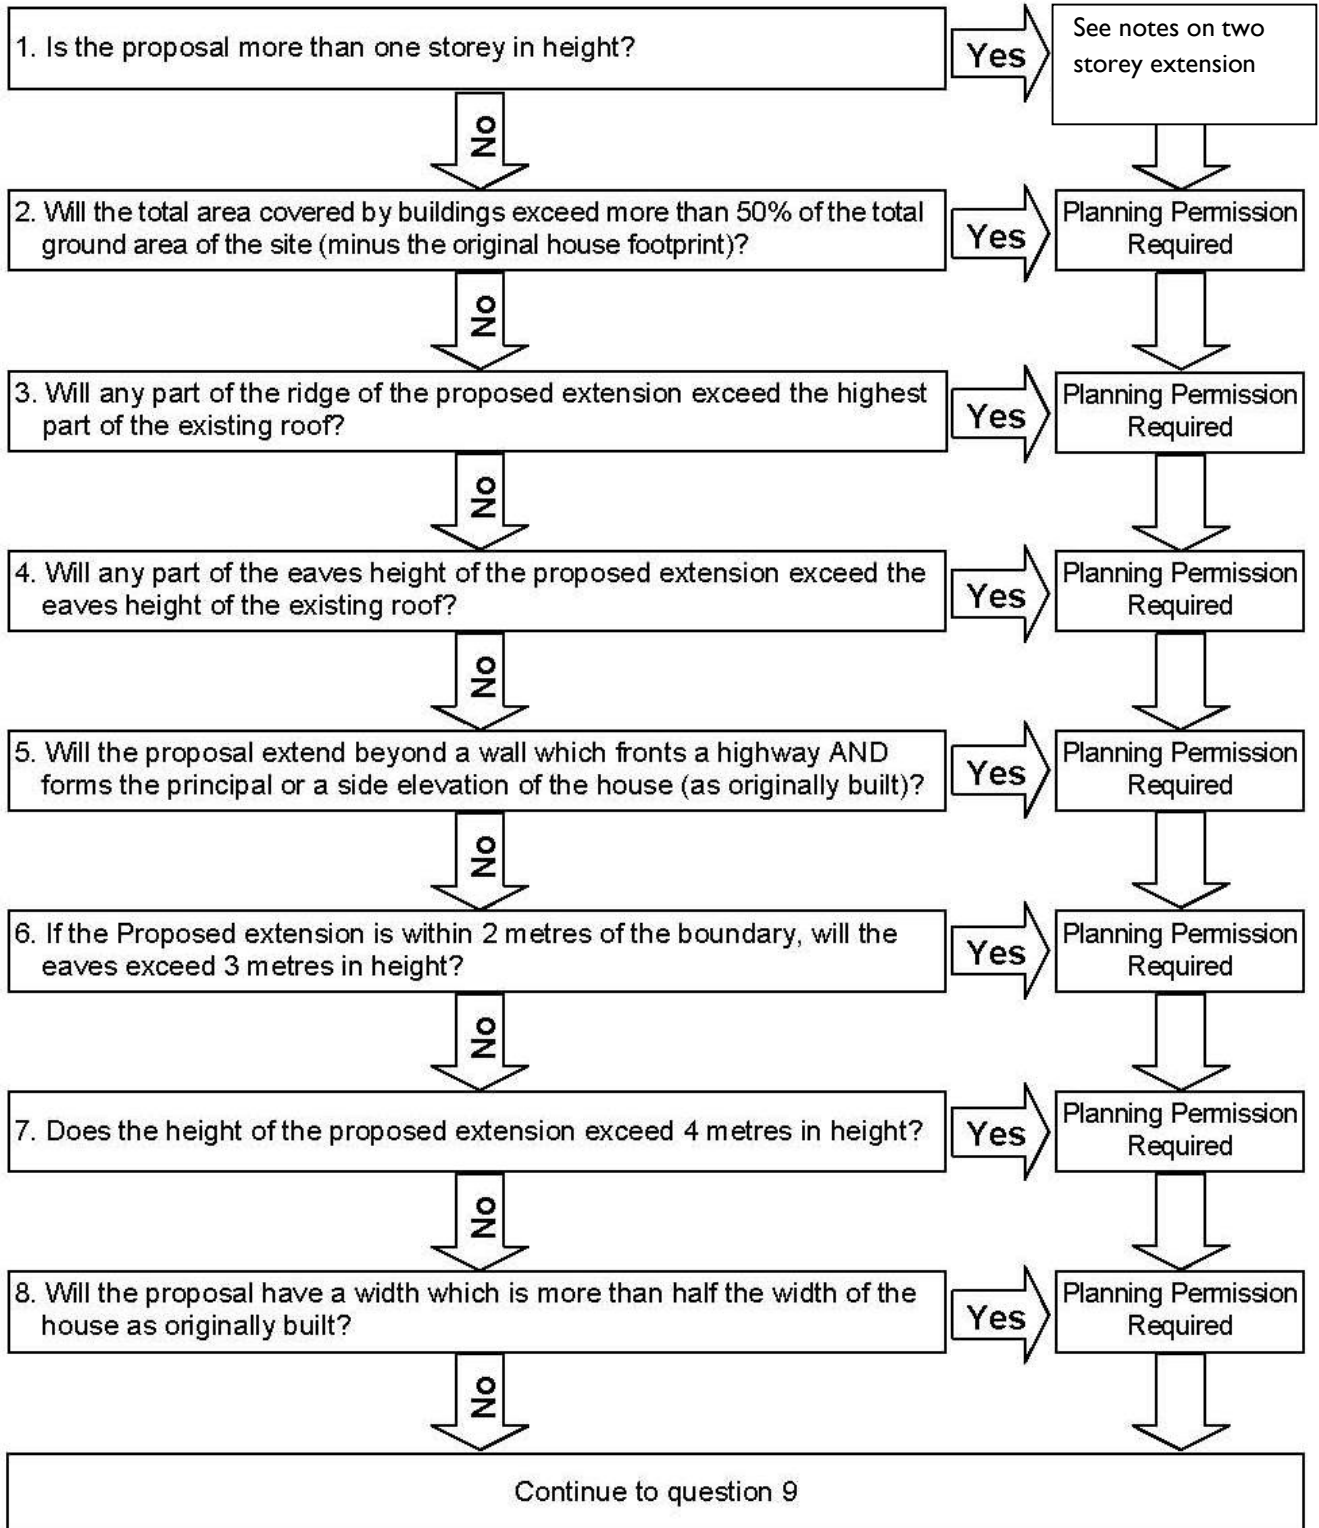 1. Is the proposal more than one storey in height?
Yes
See notes on two
storey extension
No
2. Will the total area covered by buildings exceed more than 50% of the total
ground area of the site (minus the original house footprint)?
Yes
Planning Permission
Required
No
3. Will any part of the ridge of the proposed extension exceed the highest
part of the existing roof?
Yes
Planning Permission
Required
No
4. Will any part of the eaves height of the proposed extension exceed the
eaves height of the existing roof?
Yes
Planning Permission
Required
No
5. Will the proposal extend beyond a wall which fronts a highway AND
forms the principal or a side elevation of the house (as originally built)?
Yes
Planning Permission
Required
No
6. If the Proposed extension is within 2 metres of the boundary, will the
eaves exceed 3 metres in height?
Yes
Planning Permission
Required
No
7. Does the height of the proposed extension exceed 4 metres in height?
Yes
Planning Permission
Required
No
8. Will the proposal have a width which is more than half the width of the
house as originally built?
Yes
Planning Permission
Required
No
Continue to question 9